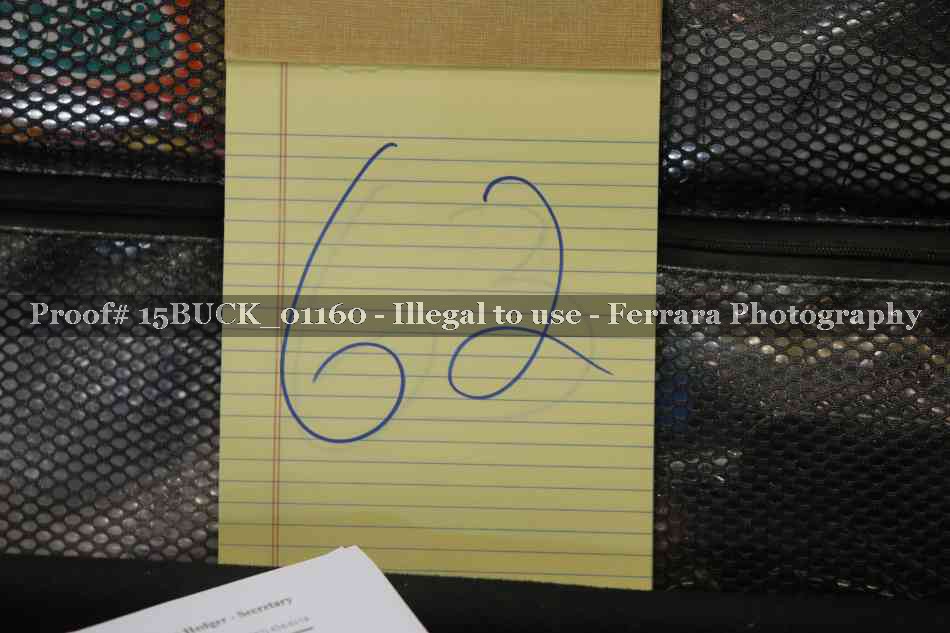 62
Proof# 15BUCK_01160 - Illegal to use - Ferrara Photography
Hedger - Secretary